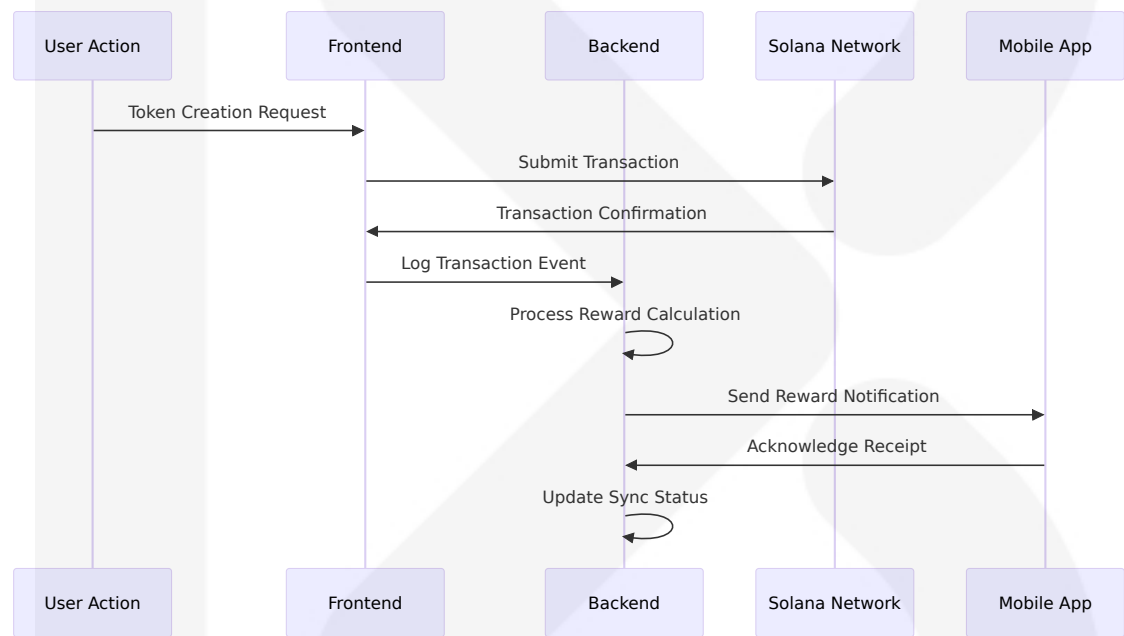 User Action
Frontend
Backend
Solana Network
Mobile App
Token Creation Request
Submit Transaction
Transaction Confirmation
Log Transaction Event
Process Reward Calculation
Send Reward Notification
Acknowledge Receipt
Update Sync Status
User Action
Frontend
Backend
Solana Network
Mobile App